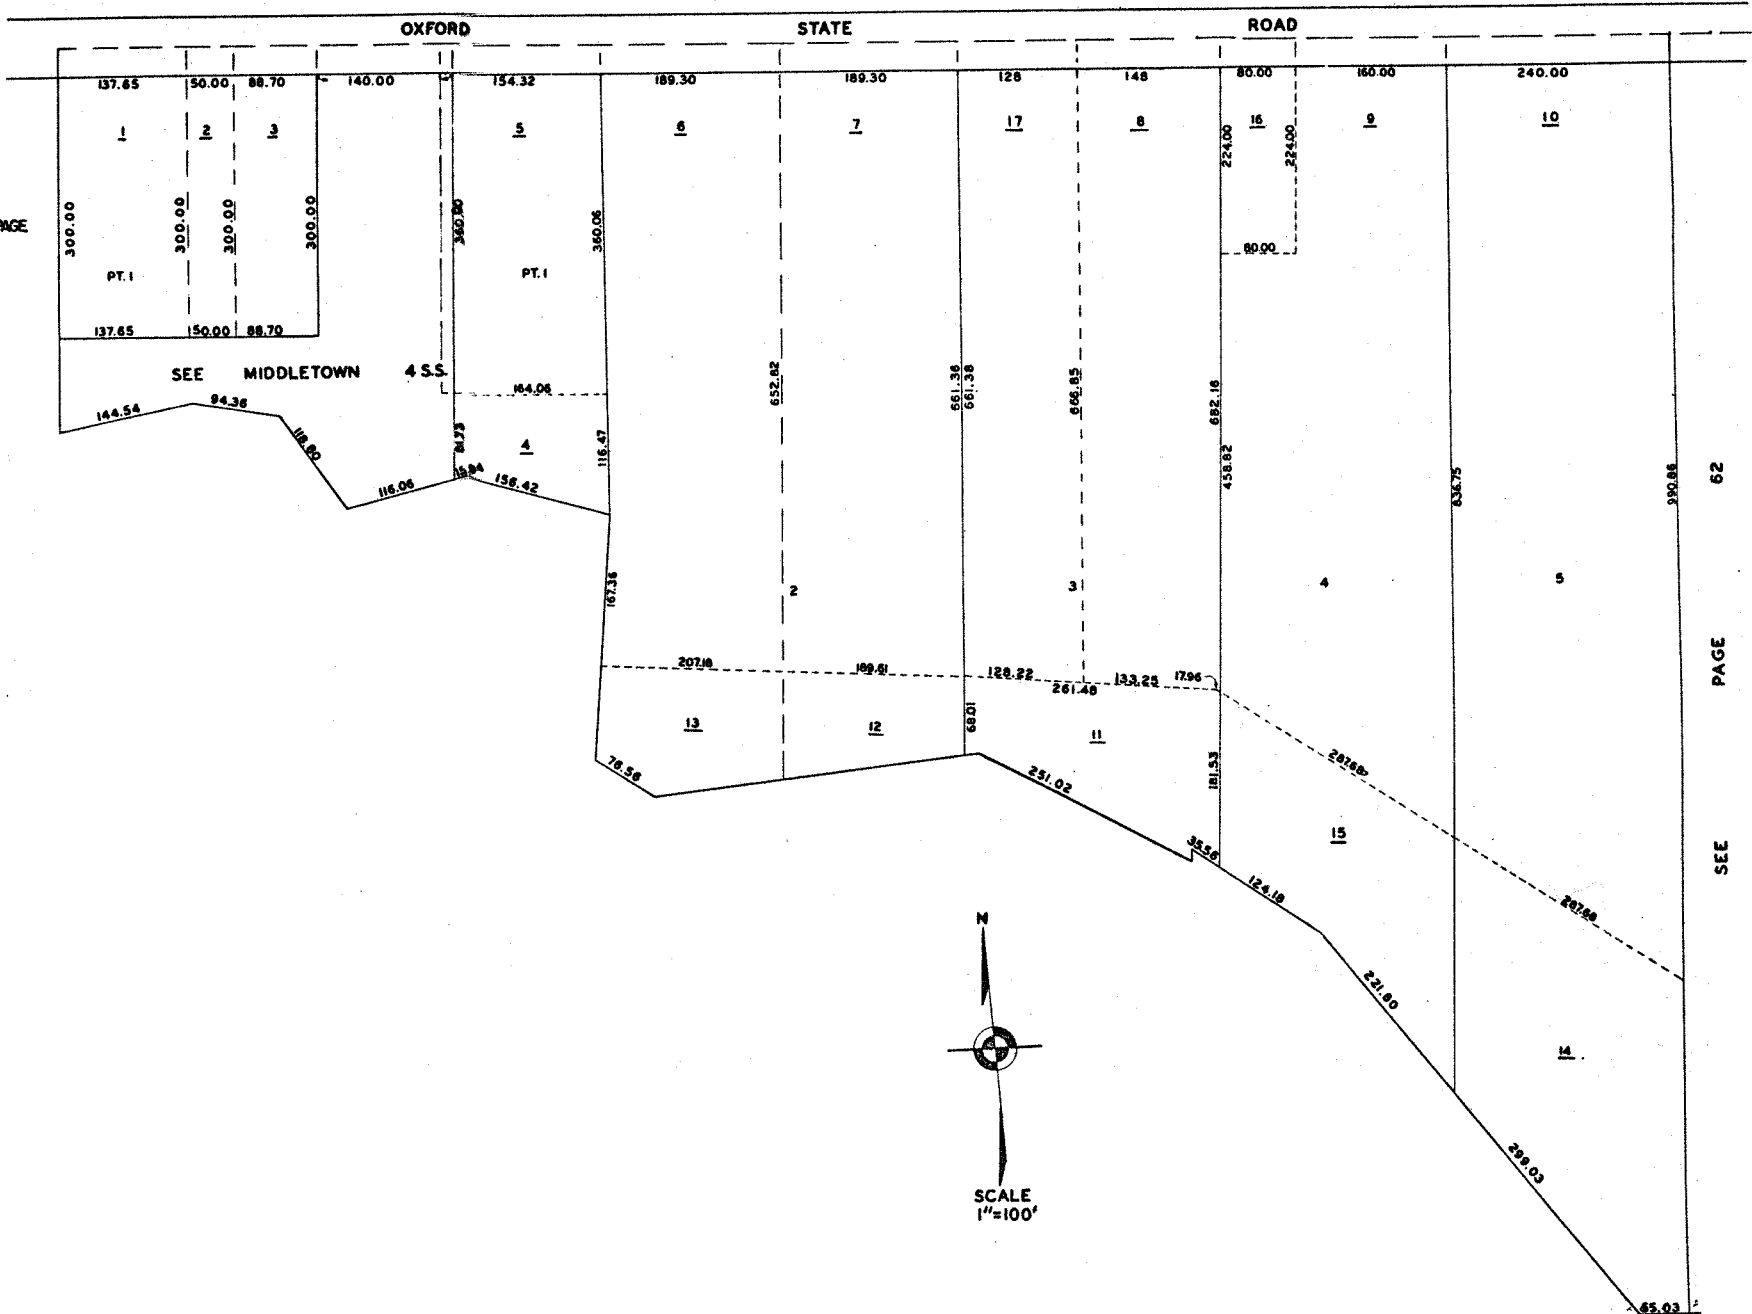 OXFORD STATE ROAD
137.65 50.00 88.70 140.00 154.32 189.30 189.30 128 148 80.00 160.00 240.00
1 2 3 5 6 7 17 8 16 9 10
224.00 224.00
PAGE
300.00 300.00 300.00 300.00 360.00 360.06
80.00
PT. 1 PT. 1
137.65 50.00 88.70
SEE MIDDLETOWN 4 S.S.
164.06
652.82 661.36 661.38 666.85 682.16
144.54 94.36
118.80
81.73 4 116.47
15.94 156.42
116.06
458.82 836.75 990.86
167.36
2 3 4 5
207.18 189.61 128.22 133.25 17.96
261.48
13 12 68.01 11
76.56 251.02 181.53 287.68
15
35.56
124.18 287.68
N
221.80
14
299.03
SCALE
1"=100'
65.03
62
PAGE
SEE